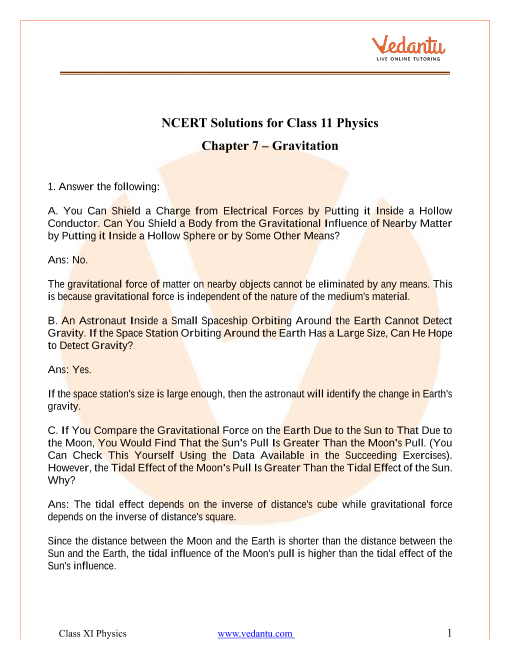 Vedantu
LIVE ONLINE TUTORING
NCERT Solutions for Class 11 Physics
Chapter 7 – Gravitation
1. Answer the following:
A. You Can Shield a Charge from Electrical Forces by Putting it Inside a Hollow
Conductor. Can You Shield a Body from the Gravitational Influence of Nearby Matter
by Putting it Inside a Hollow Sphere or by Some Other Means?
Ans: No.
The gravitational force of matter on nearby objects cannot be eliminated by any means. This
is because gravitational force is independent of the nature of the medium's material.
B. An Astronaut Inside a Small Spaceship Orbiting Around the Earth Cannot Detect
Gravity. If the Space Station Orbiting Around the Earth Has a Large Size, Can He Hope
to Detect Gravity?
Ans: Yes.
If the space station's size is large enough, then the astronaut will identify the change in Earth's
gravity.
C. If You Compare the Gravitational Force on the Earth Due to the Sun to That Due to
the Moon, You Would Find That the Sun's Pull Is Greater Than the Moon's Pull. (You
Can Check This Yourself Using the Data Available in the Succeeding Exercises).
However, the Tidal Effect of the Moon's Pull Is Greater Than the Tidal Effect of the Sun.
Why?
Ans: The tidal effect depends on the inverse of distance's cube while gravitational force
depends on the inverse of distance's square.
Since the distance between the Moon and the Earth is shorter than the distance between the
Sun and the Earth, the tidal influence of the Moon's pull is higher than the tidal effect of the
Sun's influence.
Class XI Physics www.vedantu.com 1